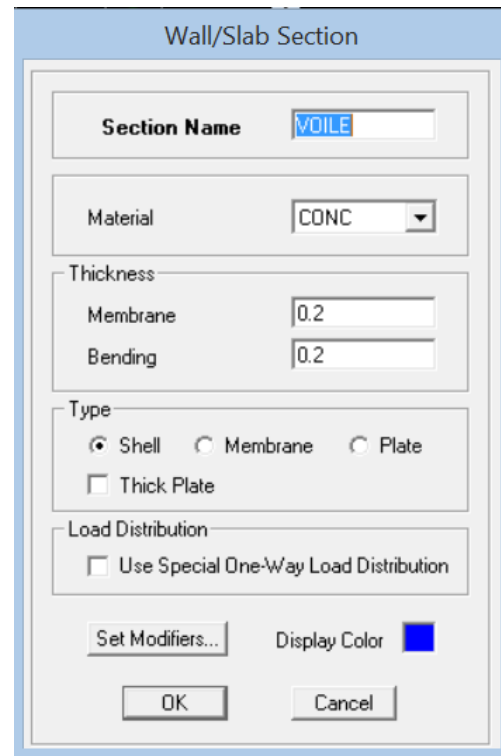 Wall/Slab Section
Section Name VOILE
Material CONC
Thickness
Membrane 0.2
Bending 0.2
Type
Shell Membrane Plate
Thick Plate
Load Distribution
Use Special One-Way Load Distribution
Set Modifiers... Display Color
OK Cancel